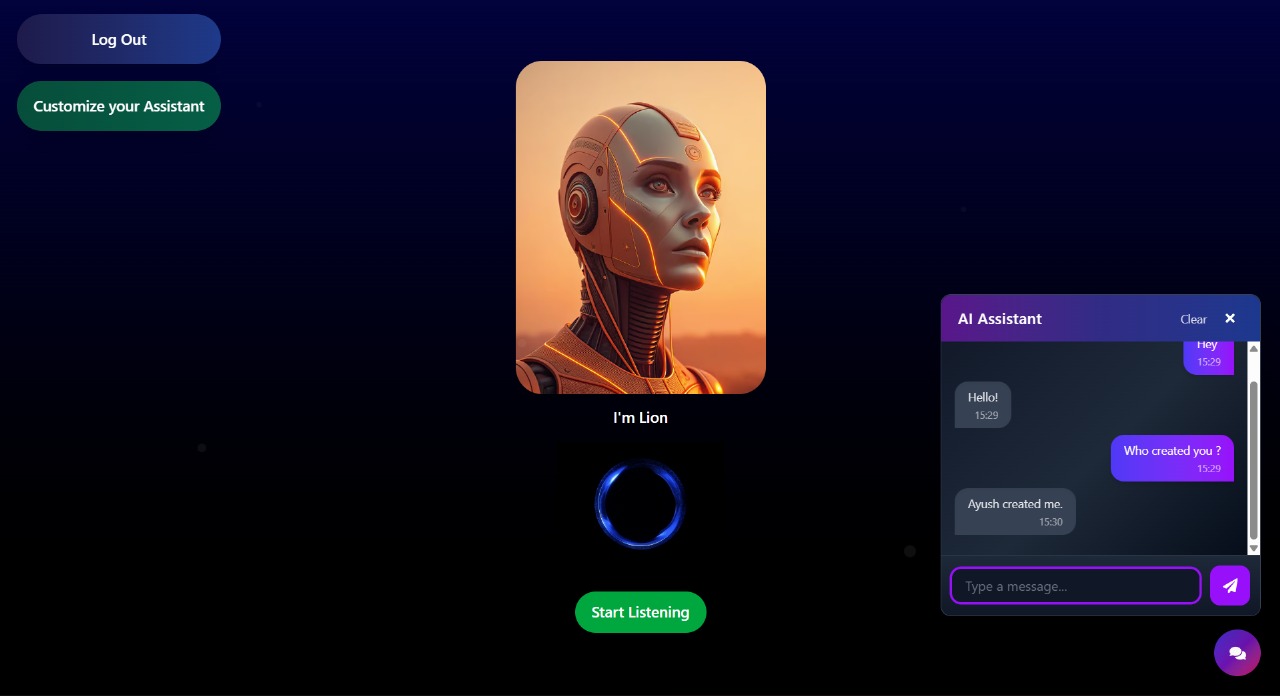 Log Out
Customize your Assistant
I'm Lion
Start Listening
AI Assistant
Clear
Hey
15:29
Hello!
15:29
Who created you ?
15:29
Ayush created me.
15:30
Type a message...